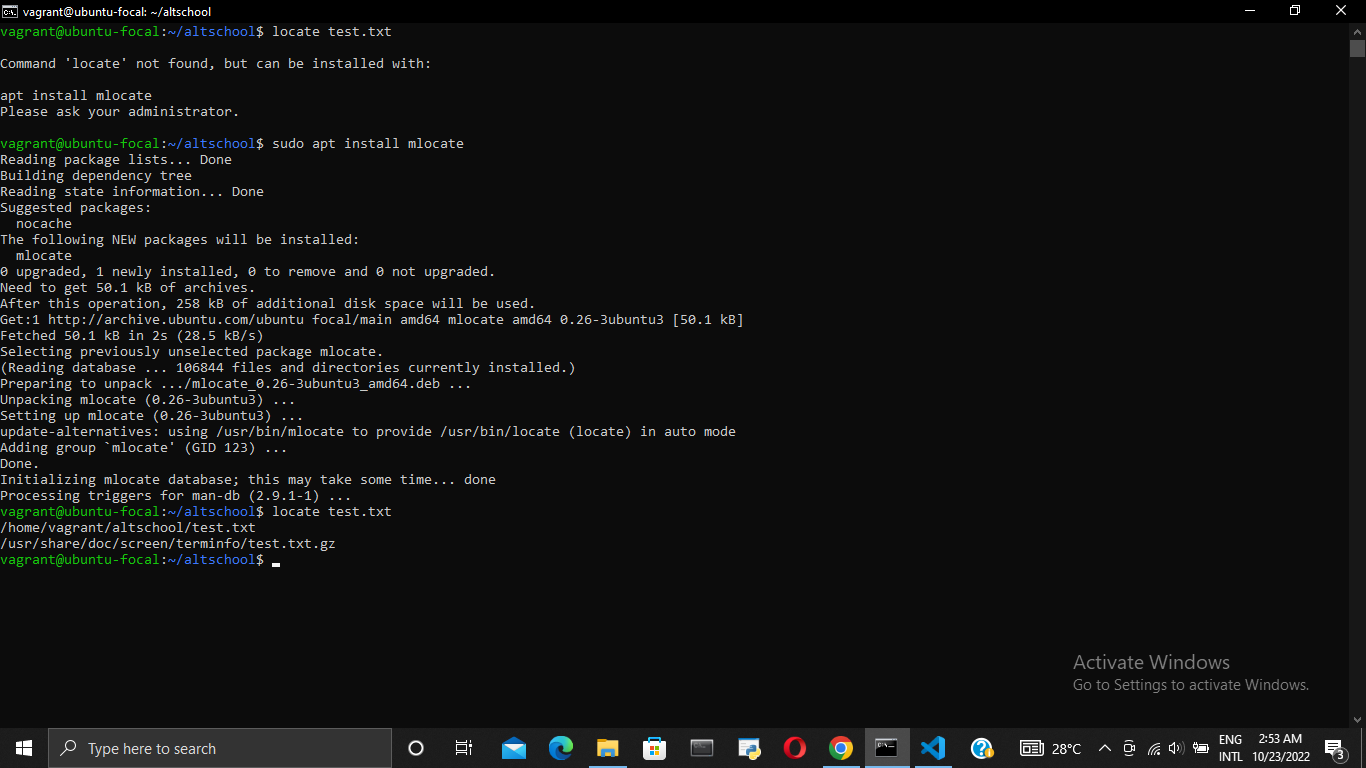 vagrant@ubuntu-focal: ~/altschool
vagrant@ubuntu-focal:~/altschool$ locate test.txt
Command 'locate' not found, but can be installed with:
apt install mlocate
Please ask your administrator.
vagrant@ubuntu-focal:~/altschool$ sudo apt install mlocate
Reading package lists... Done
Building dependency tree
Reading state information... Done
Suggested packages:
  nocache
The following NEW packages will be installed:
  mlocate
0 upgraded, 1 newly installed, 0 to remove and 0 not upgraded.
Need to get 50.1 kB of archives.
After this operation, 258 kB of additional disk space will be used.
Get:1 http://archive.ubuntu.com/ubuntu focal/main amd64 mlocate amd64 0.26-3ubuntu3 [50.1 kB]
Fetched 50.1 kB in 2s (28.5 kB/s)
Selecting previously unselected package mlocate.
(Reading database ... 106844 files and directories currently installed.)
Preparing to unpack .../mlocate_0.26-3ubuntu3_amd64.deb ...
Unpacking mlocate (0.26-3ubuntu3) ...
Setting up mlocate (0.26-3ubuntu3) ...
update-alternatives: using /usr/bin/mlocate to provide /usr/bin/locate (locate) in auto mode
Adding group `mlocate' (GID 123) ...
Done.
Initializing mlocate database; this may take some time... done
Processing triggers for man-db (2.9.1-1) ...
vagrant@ubuntu-focal:~/altschool$ locate test.txt
/home/vagrant/altschool/test.txt
/usr/share/doc/screen/terminfo/test.txt.gz
vagrant@ubuntu-focal:~/altschool$
Activate Windows
Go to Settings to activate Windows.
Type here to search
28°C
ENG
INTL
2:53 AM
10/23/2022
3